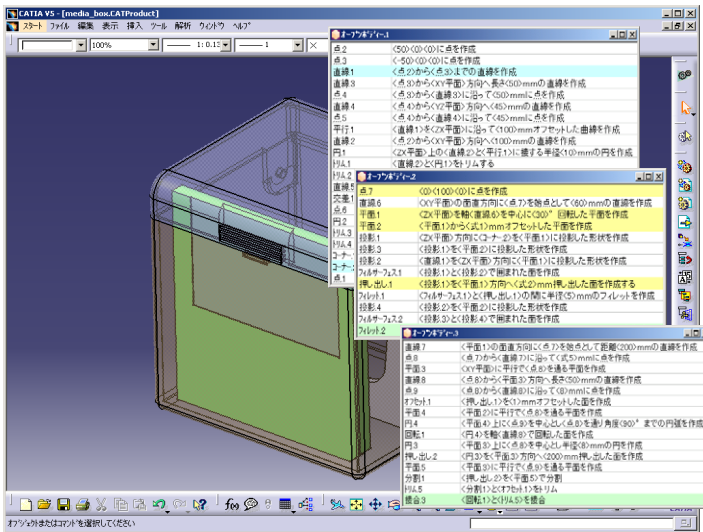 CATIA V5 - [media_box.CATProduct]
スタート ファイル 編集 表示 挿入 ツール 解析 ウィンドウ ヘルプ
100% 1: 0.13 1
オープンボディー.1
点.2 <50><0><0>に点を作成
点.3 <-50><0><0>に点を作成
直線1 <点.2>から<点.3>までの直線を作成
直線3 <点.3>から<XY平面>方向へ長さ<50>mmの直線を作成
点.4 <点.3>から<直線3>に沿って<50>mmに点を作成
直線4 <点.4>から<YZ平面>方向へ<45>mmの直線を作成
点.5 <点.4>から<直線4>に沿って<45>mmに点を作成
平行.1 <直線1>を<ZX平面>に沿って<100>mmオフセットした曲線を作成
直線2 <点.2>から<XY平面>方向へ<100>mmの直線を作成
円.1 <ZX平面>上の<直線2>と<平行.1>に接する半径<10>mmの円を作成
トリム.1 <直線2>と<円.1>をトリムする
トリム.2
直線5
交差.1
点.6
円.2
トリム.3
トリム.4
コーナー
コーナー.2
点.1
オープンボディー.2
点.7 <0><100><0>に点を作成
直線6 <XY平面>の面直方向に<点.7>を始点として<60>mmの直線を作成
平面.1 <ZX平面>を軸<直線6>を中心に<30>°回転した平面を作成
平面.2 <平面.1>から<式.1>mmオフセットした平面を作成
投影.1 <ZX平面>方向に<コーナー.2>を<平面.1>に投影した形状を作成
投影.3 <投影.1>を<平面.2>に投影した形状を作成
投影.2 <直線1>を<ZX平面>方向に<平面.1>に投影した形状を作成
フィルサーフェス.1 <投影.1>と<投影.2>で囲まれた面を作成
押し出し.1 <投影.1>を<平面.1>方向へ<式.2>mm押し出した面を作成する
フィレット.1 <フィルサーフェス.1>と<押し出し.1>の間に半径<5>mmのフィレットを作成
投影.4 <投影.2>を<平面.2>に投影した形状を作成
フィルサーフェス.2 <投影.3>と<投影.4>で囲まれた面を作成
フィレット.2
オープンボディー.3
直線7 <平面.1>の面直方向に<点.7>を始点として距離<200>mmの直線を作成
点.8 <点.7>から<直線7>に沿って<式.5>mmに点を作成
平面.3 <XY平面>に平行で<点.8>を通る平面を作成
直線8 <点.8>から<平面.3>方向へ長さ<50>mmの直線を作成
点.9 <点.8>から<直線8>に沿って<8>mmに点を作成
オフセット.1 <押し出し.1>を<1>mmオフセットした面を作成
平面.4 <平面.2>に平行で<点.8>を通る平面を作成
円.4 <平面.4>上に<点.9>を中心とし<点.8>を通り角度<90>°までの円弧を作成
回転.1 <円.4>を軸<直線8>で回転した面を作成
円.3 <平面.3>上に<点.8>を中心とし半径<8>mmの円を作成
押し出し.2 <円.3>を<平面.3>方向へ<200>mm押し出した面を作成
平面.5 <平面.3>に平行で<点.9>を通る平面を作成
分割.1 <押し出し.2>を<平面.5>で分割
トリム.5 <分割.1>と<オフセット.1>をトリム
接合.3 <回転.1>と<トリム.5>を接合
オブジェクトまたはコマンドを選択してください